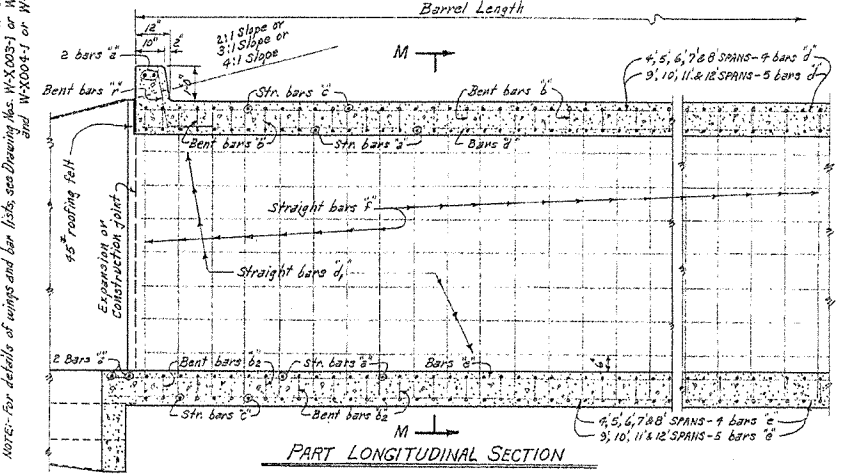 Barrel Length
12"
10"
2"
2:1 Slope or
3:1 Slope or
4:1 Slope
2 bars "a"
Bent bars "r"
M
Str. bars "c"
Bent bars "b"
4', 5', 6', 7' & 8' SPANS - 4 bars "d"
9', 10', 11' & 12' SPANS - 5 bars "d"
Bent bars "b"
Str. bars "a"
Bars "d"
45# roofing felt
Expansion or
Construction joint
Straight bars "f"
Straight bars "d1"
2 Bars "e"
Bent bars "b2"
Str. bars "a"
Bars "e"
Str. bars "c"
Bent bars "b2"
4', 5', 6', 7' & 8' SPANS - 4 bars "e"
9', 10', 11' & 12' SPANS - 5 bars "e"
M
PART LONGITUDINAL SECTION
NOTE:- For details of wings and bar lists, see Drawing Nos. W-X003-1 or
and W-X004-1 or